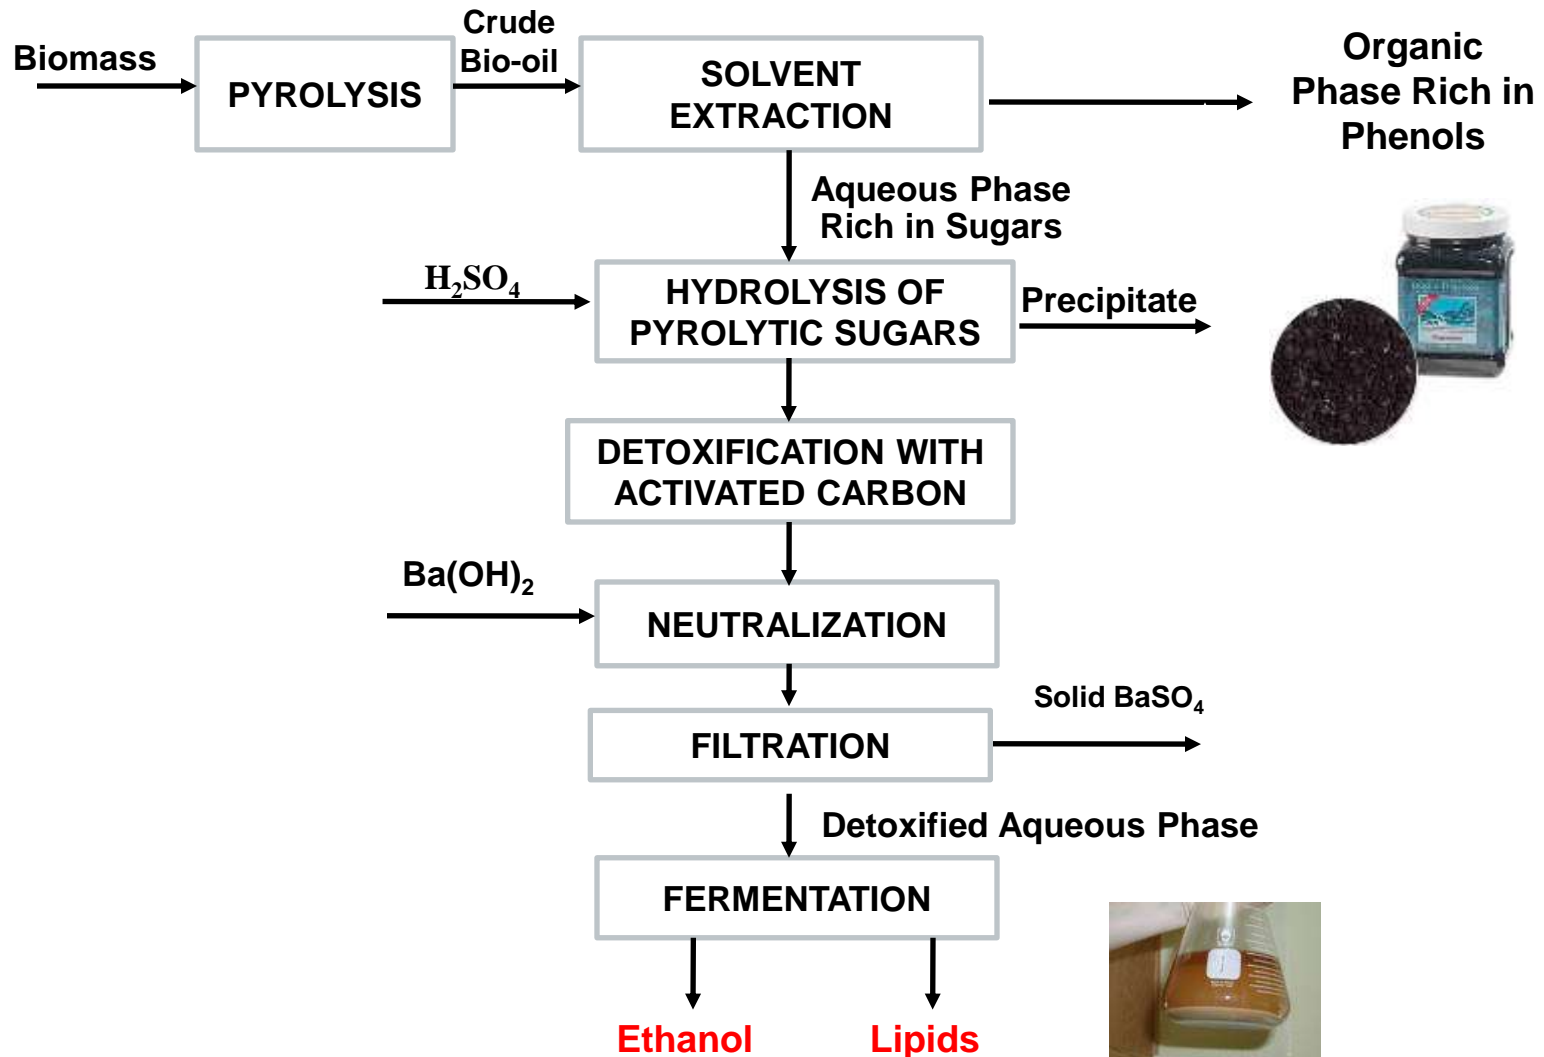 Biomass
PYROLYSIS
Crude
Bio-oil
SOLVENT
EXTRACTION
Organic
Phase Rich in
Phenols
Aqueous Phase
Rich in Sugars
H₂SO₄
HYDROLYSIS OF
PYROLYTIC SUGARS
Precipitate
DETOXIFICATION WITH
ACTIVATED CARBON
Ba(OH)₂
NEUTRALIZATION
Solid BaSO₄
FILTRATION
Detoxified Aqueous Phase
FERMENTATION
Ethanol
Lipids